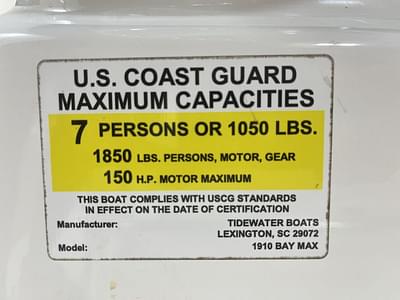 U.S. COAST GUARD
MAXIMUM CAPACITIES
7 PERSONS OR 1050 LBS.
1850 LBS. PERSONS, MOTOR, GEAR
150 H.P. MOTOR MAXIMUM
THIS BOAT COMPLIES WITH USCG STANDARDS
IN EFFECT ON THE DATE OF CERTIFICATION
Manufacturer: TIDEWATER BOATS
LEXINGTON, SC 29072
Model: 1910 BAY MAX